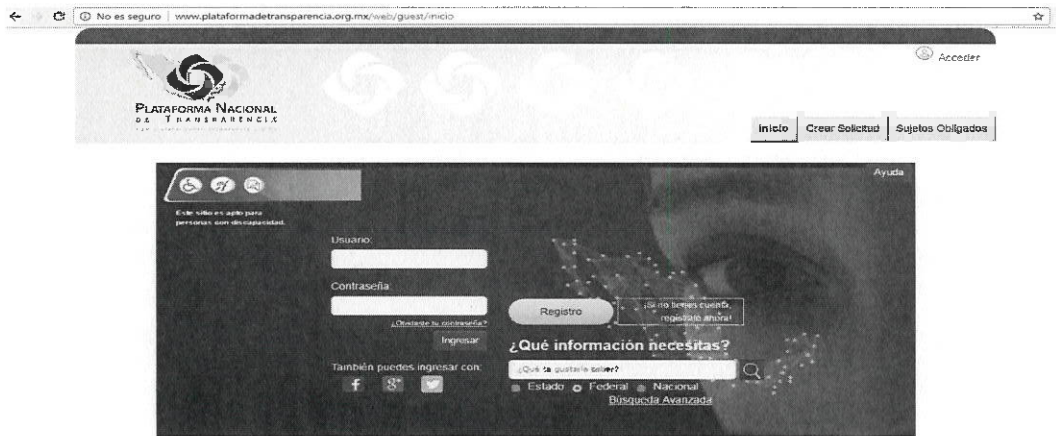 No es seguro | www.plataformadetransparencia.org.mx/web/guest/inicio
Acceder
PLATAFORMA NACIONAL
DE TRANSPARENCIA
Inicio
Crear Solicitud
Sujetos Obligados
Ayuda
Este sitio es apto para
personas con discapacidad.
Usuario:
Contraseña:
¿Olvidaste tu contraseña?
Ingresar
También puedes ingresar con:
Registro
¡Si no tienes cuenta,
regístrate ahora!
¿Qué información necesitas?
¿Qué te gustaría saber?
Estado Federal Nacional
Búsqueda Avanzada